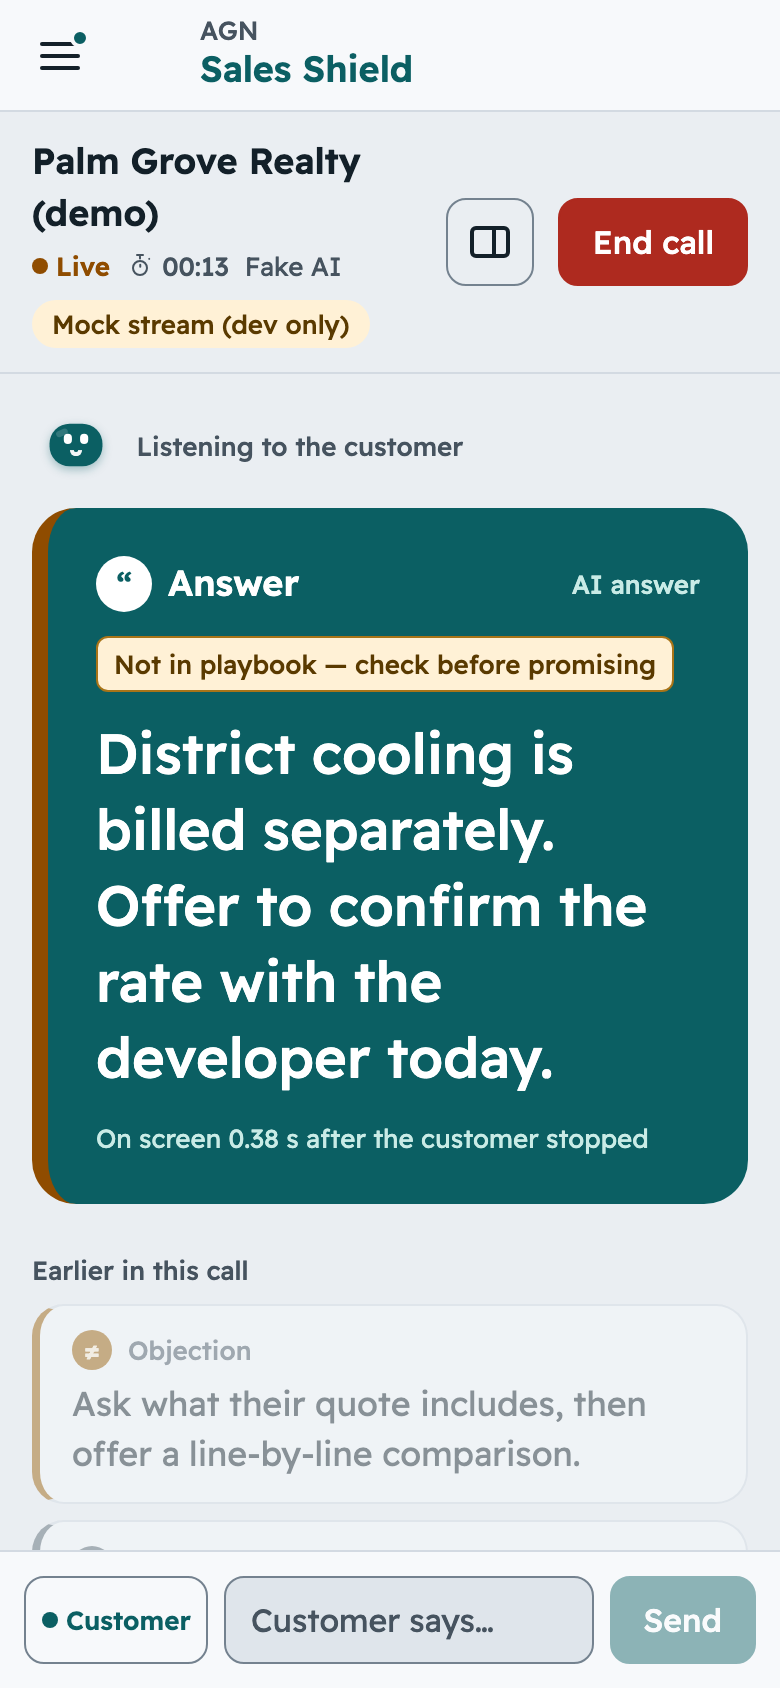 AGN
Sales Shield
Palm Grove Realty
(demo)
Live 00:13 Fake AI
End call
Mock stream (dev only)
Listening to the customer
“ Answer
AI answer
Not in playbook — check before promising
District cooling is
billed separately.
Offer to confirm the
rate with the
developer today.
On screen 0.38 s after the customer stopped
Earlier in this call
≠ Objection
Ask what their quote includes, then
offer a line-by-line comparison.
Customer
Customer says...
Send